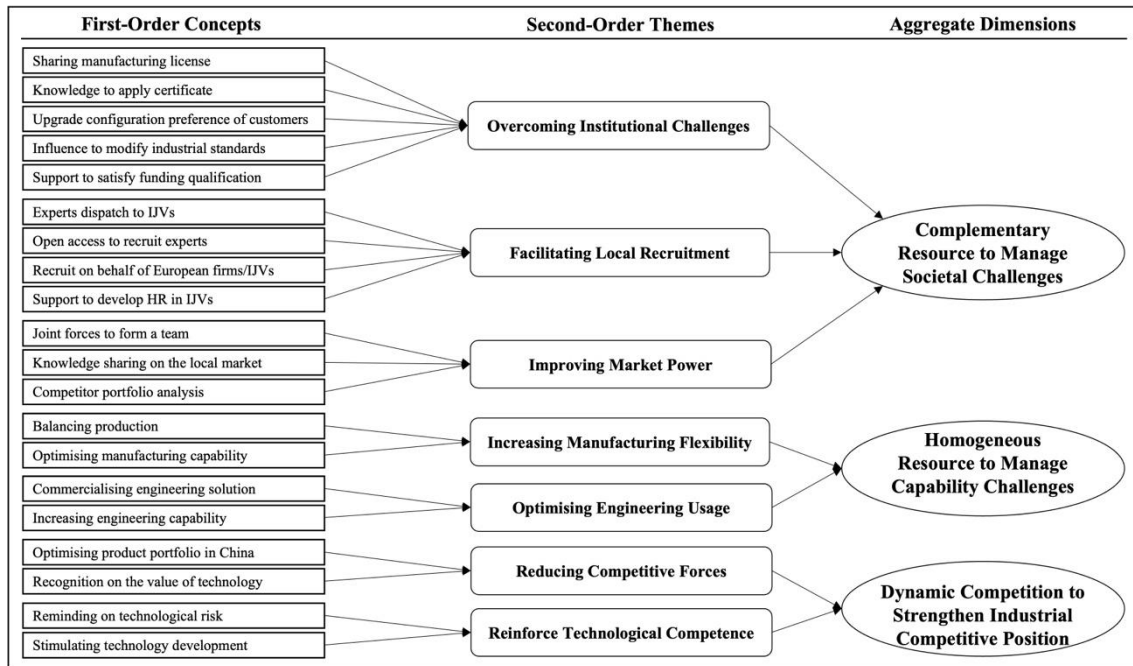 First-Order Concepts
Second-Order Themes
Aggregate Dimensions
Sharing manufacturing license
Knowledge to apply certificate
Upgrade configuration preference of customers
Influence to modify industrial standards
Support to satisfy funding qualification
Experts dispatch to IJVs
Open access to recruit experts
Recruit on behalf of European firms/IJVs
Support to develop HR in IJVs
Joint forces to form a team
Knowledge sharing on the local market
Competitor portfolio analysis
Balancing production
Optimising manufacturing capability
Commercialising engineering solution
Increasing engineering capability
Optimising product portfolio in China
Recognition on the value of technology
Reminding on technological risk
Stimulating technology development
Overcoming Institutional Challenges
Facilitating Local Recruitment
Improving Market Power
Increasing Manufacturing Flexibility
Optimising Engineering Usage
Reducing Competitive Forces
Reinforce Technological Competence
Complementary
Resource to Manage
Societal Challenges
Homogeneous
Resource to Manage
Capability Challenges
Dynamic Competition to
Strengthen Industrial
Competitive Position